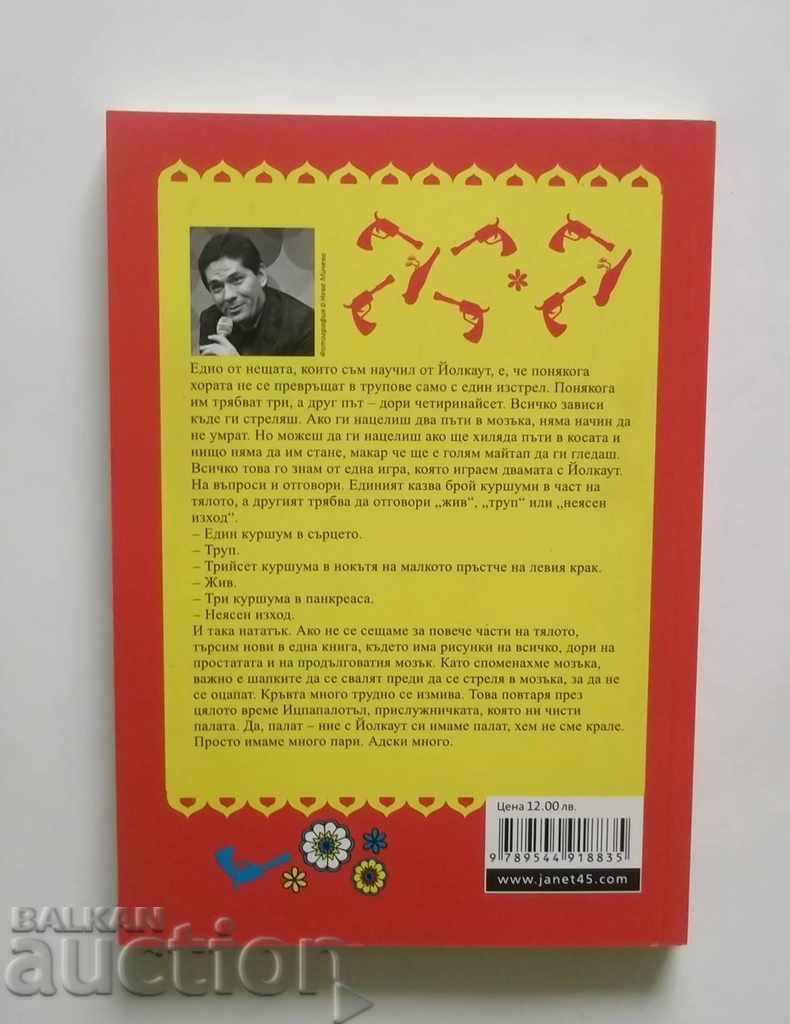 Фотография © Нева Мичева
Едно от нещата, които съм научил от Йолкаут, е, че понякога
хората не се превръщат в трупове само с един изстрел. Понякога
им трябват три, а друг път – дори четиринайсет. Всичко зависи
къде ги стреляш. Ако ги нацелиш два пъти в мозъка, няма начин да
не умрат. Но можеш да ги нацелиш ако ще хиляда пъти в косата и
нищо няма да им стане, макар че ще е голям майтап да ги гледаш.
Всичко това го знам от една игра, която играем двамата с Йолкаут.
На въпроси и отговори. Единият казва брой куршуми в част на
тялото, а другият трябва да отговори „жив“, „труп“ или „неясен
изход“.
– Един куршум в сърцето.
– Труп.
– Трийсет куршума в нокътя на малкото пръстче на левия крак.
– Жив.
– Три куршума в панкреаса.
– Неясен изход.
И така нататък. Ако не се сещаме за повече части на тялото,
търсим нови в една книга, където има рисунки на всичко, дори на
простатата и на продълговатия мозък. Като споменахме мозъка,
важно е шапките да се свалят преди да се стреля в мозъка, за да не
се оцапат. Кръвта много трудно се измива. Това повтаря през
цялото време Ицпапалотъл, прислужничката, която ни чисти
палата. Да, палат – ние с Йолкаут си имаме палат, хем не сме крале.
Просто имаме много пари. Адски много.
Цена 12.00 лв.
9 789544 918835
www.janet45.com
BALKAN
auction